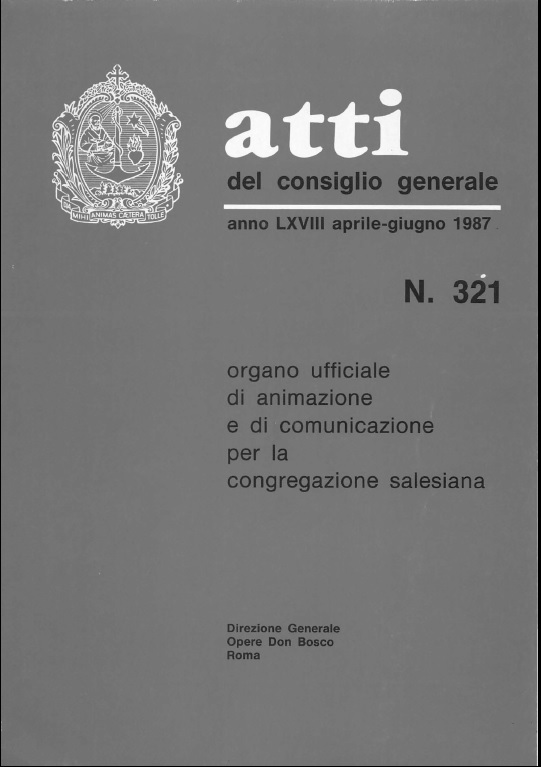 atti
del consiglio generale
anno LXVIII aprile-giugno 1987
N. 321
DA MIHI ANIMAS CÆTERA TOLLE
organo ufficiale
di animazione
e di comunicazione
per la
congregazione salesiana
Direzione Generale
Opere Don Bosco
Roma